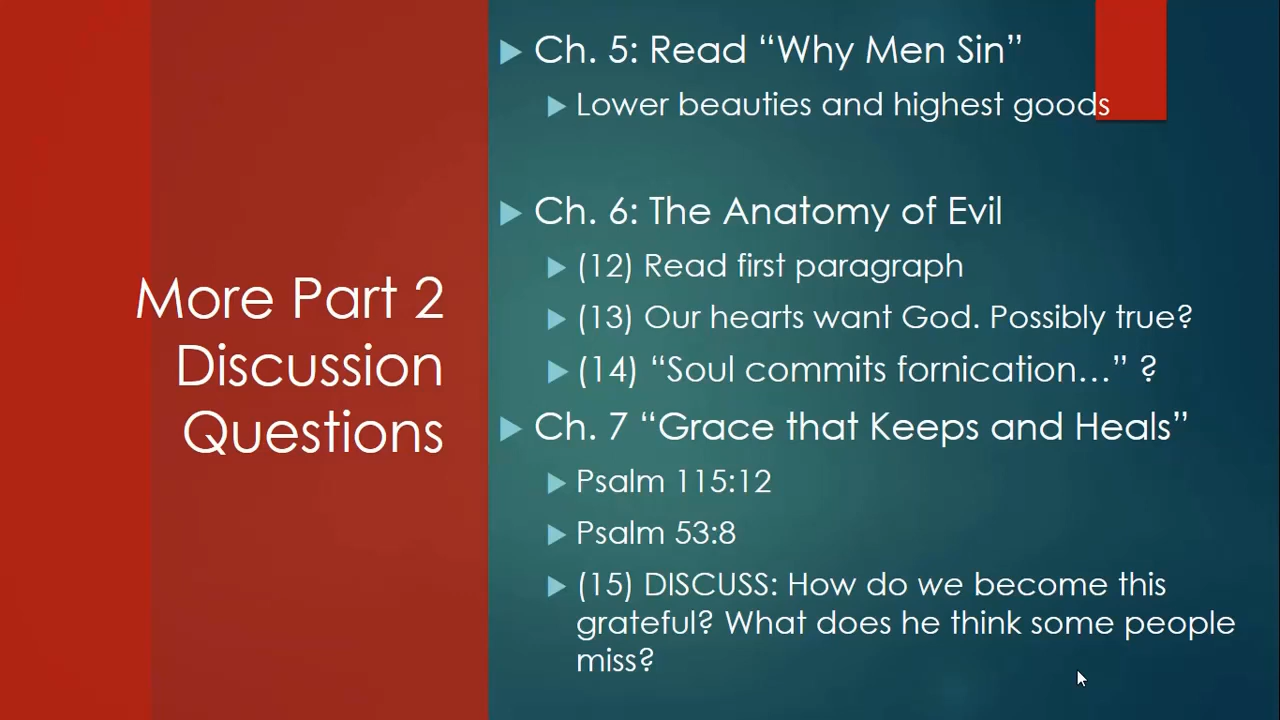 More Part 2
Discussion
Questions
Ch. 5: Read “Why Men Sin”
Lower beauties and highest goods
Ch. 6: The Anatomy of Evil
(12) Read first paragraph
(13) Our hearts want God. Possibly true?
(14) “Soul commits fornication…” ?
Ch. 7 “Grace that Keeps and Heals”
Psalm 115:12
Psalm 53:8
(15) DISCUSS: How do we become this
grateful? What does he think some people
miss?